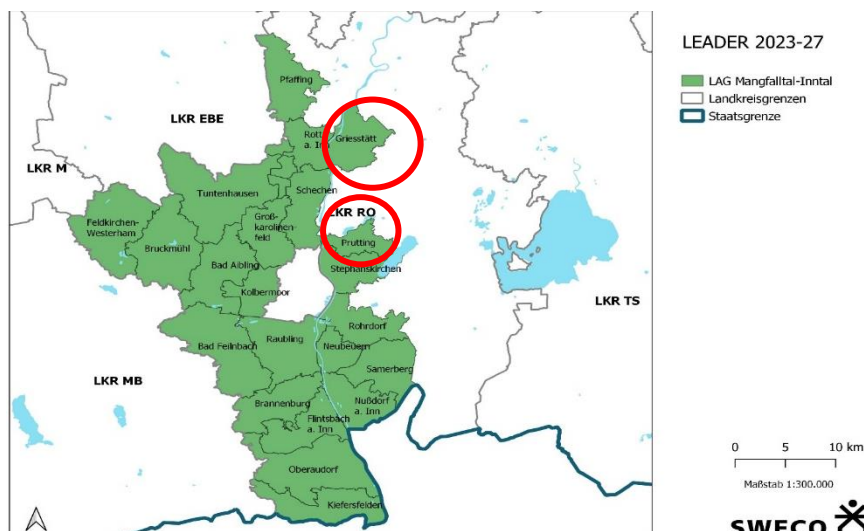 LEADER 2023-27
LAG Mangfalltal-Inntal
Landkreisgrenzen
Staatsgrenze
Pfaffing
LKR EBE
Rott
a. Inn
Griesstätt
LKR M
Tuntenhausen
Schechen
LKR RO
Feldkirchen-
Westerham
Groß-
karolinen-
feld
Bruckmühl
Prutting
Bad Aibling
Stephanskirchen
Kolbermoor
LKR TS
Rohrdorf
Raubling
Neubeuern
Bad Feilnbach
Samerberg
LKR MB
Brannenburg
Nußdorf
a. Inn
Flintsbach
a. Inn
Oberaudorf
Kiefersfelden
0 5 10 km
Maßstab 1:300.000
SWECO